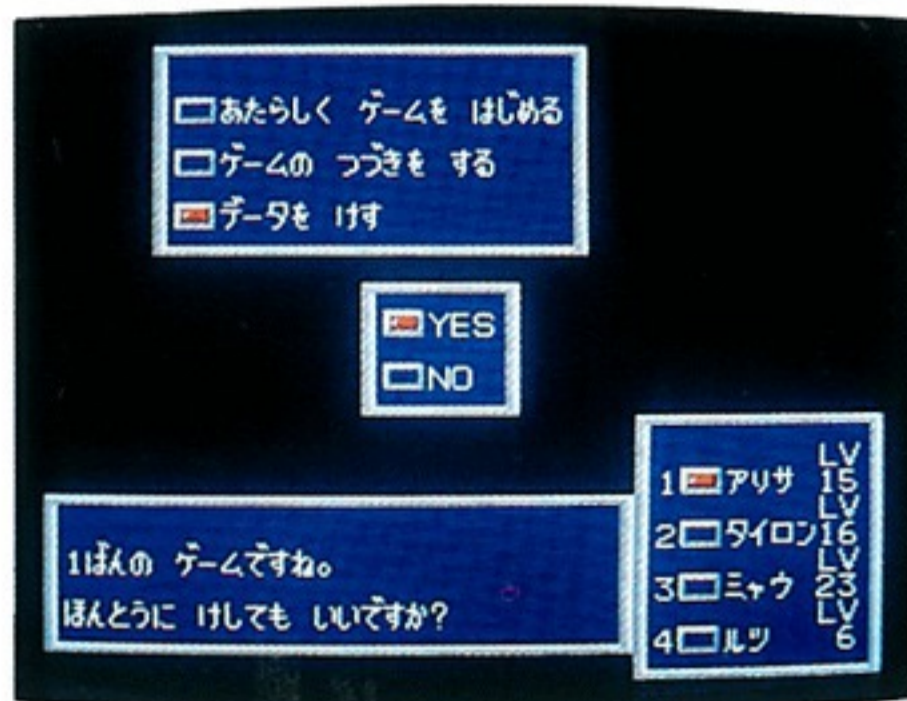 あたらしく ゲームを はじめる
ゲームの つづきを する
データを けす
YES
NO
LV
1 アリサ 15
LV
2 タイロン 16
LV
3 ミャウ 23
LV
4 ルツ 6
1ばんの ゲームですね。
ほんとうに けしても いいですか?